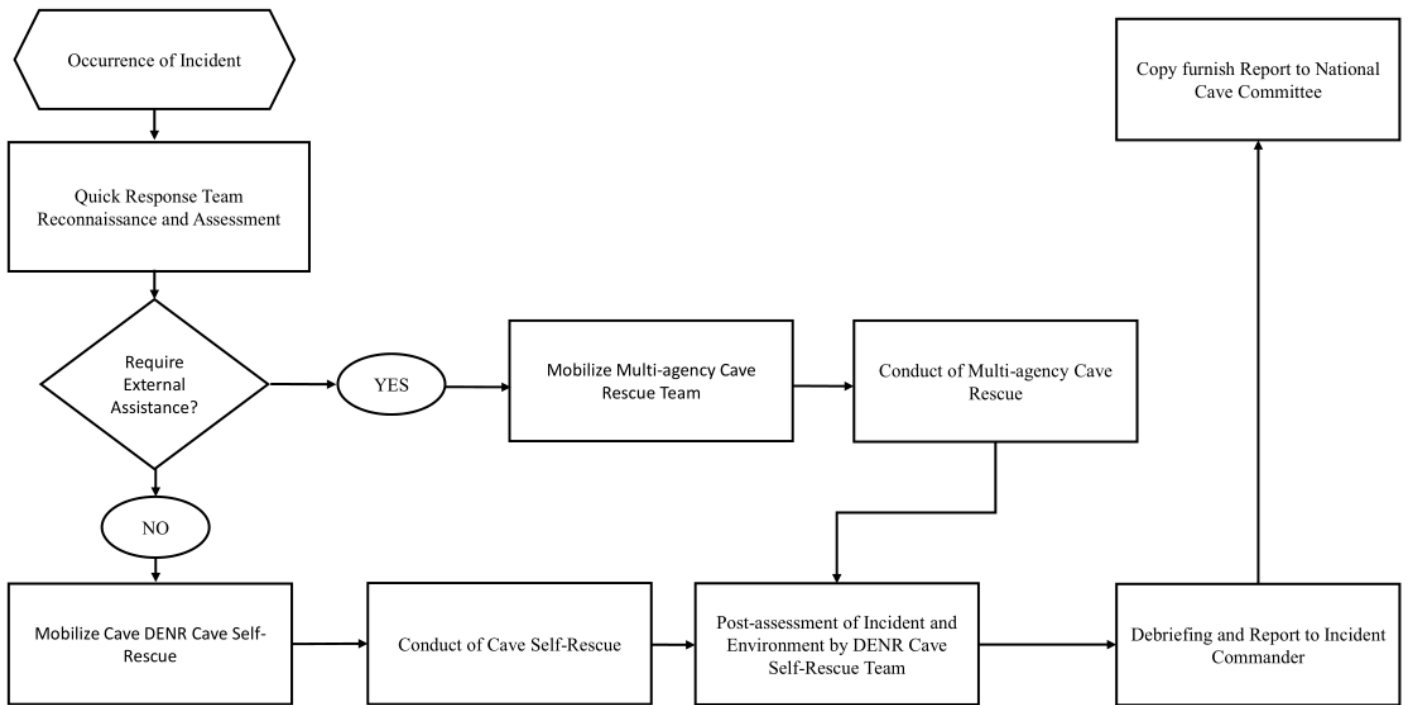 Occurrence of Incident
Quick Response Team
Reconnaissance and Assessment
Require
External
Assistance?
YES
Mobilize Multi-agency Cave
Rescue Team
Conduct of Multi-agency Cave
Rescue
NO
Mobilize Cave DENR Cave Self-
Rescue
Conduct of Cave Self-Rescue
Post-assessment of Incident and
Environment by DENR Cave
Self-Rescue Team
Debriefing and Report to Incident
Commander
Copy furnish Report to National
Cave Committee